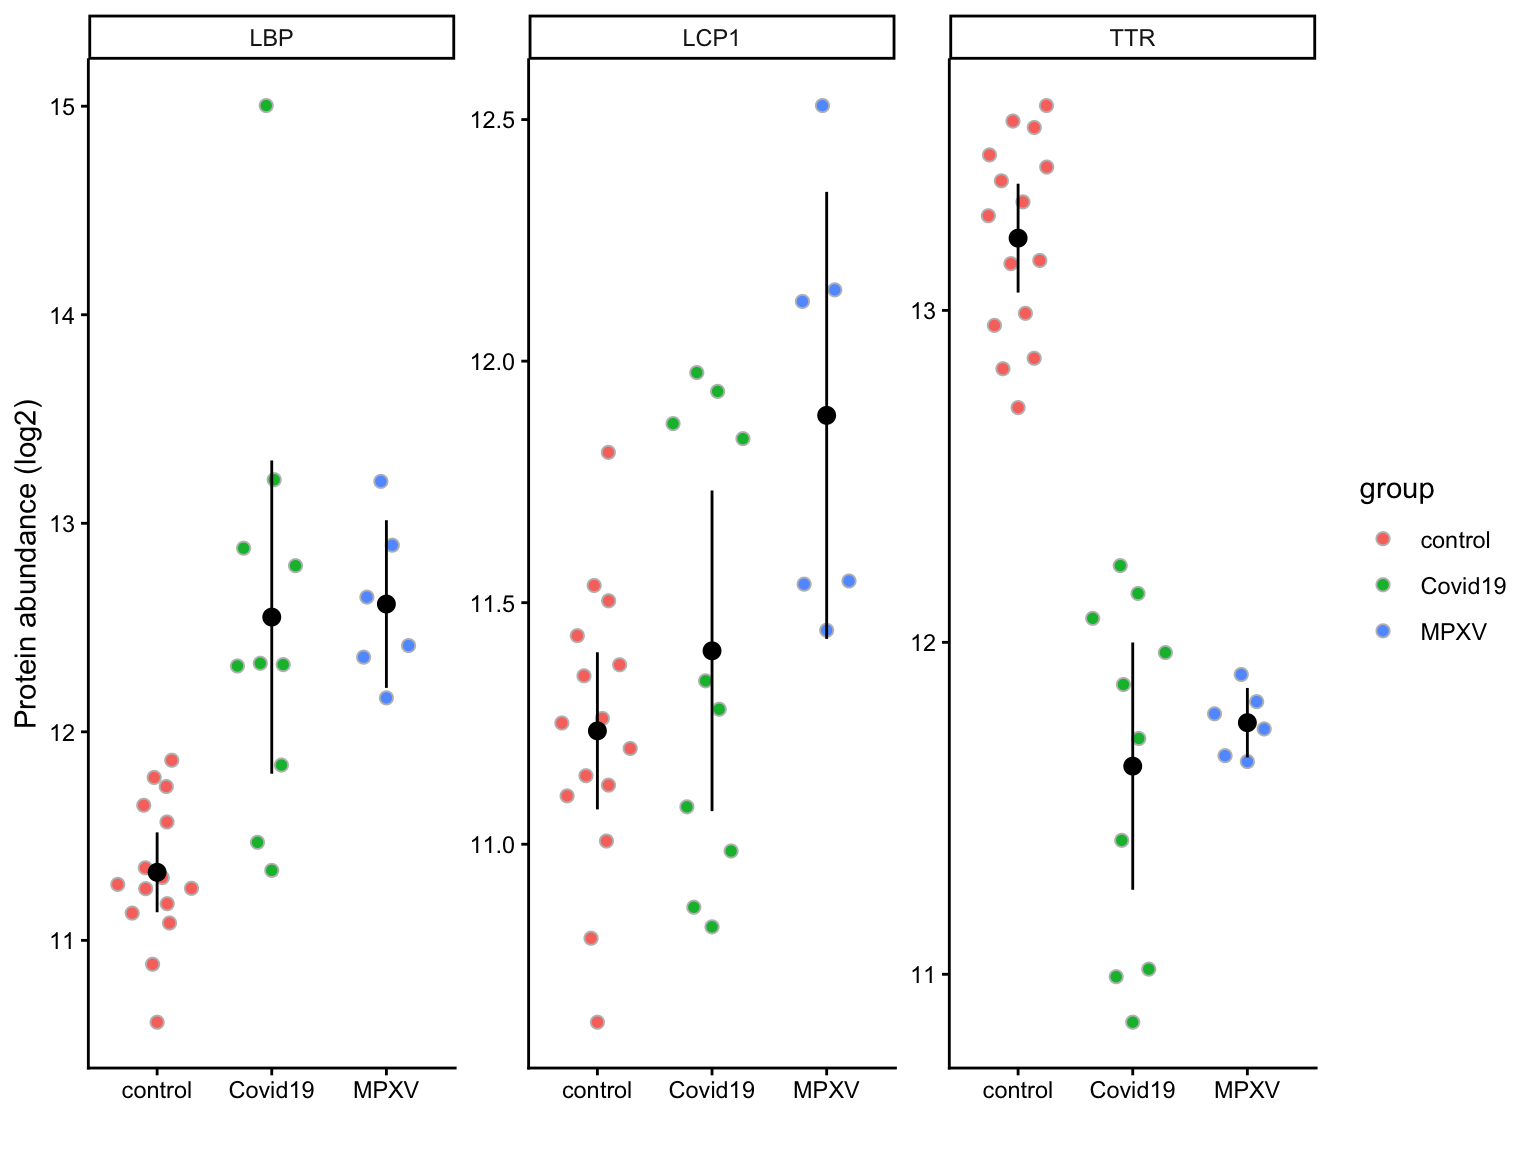 LBP
LCP1
TTR
Protein abundance (log2)
15
14
13
12
11
12.5
12.0
11.5
11.0
13
12
11
control Covid19 MPXV
control Covid19 MPXV
control Covid19 MPXV
group
control
Covid19
MPXV